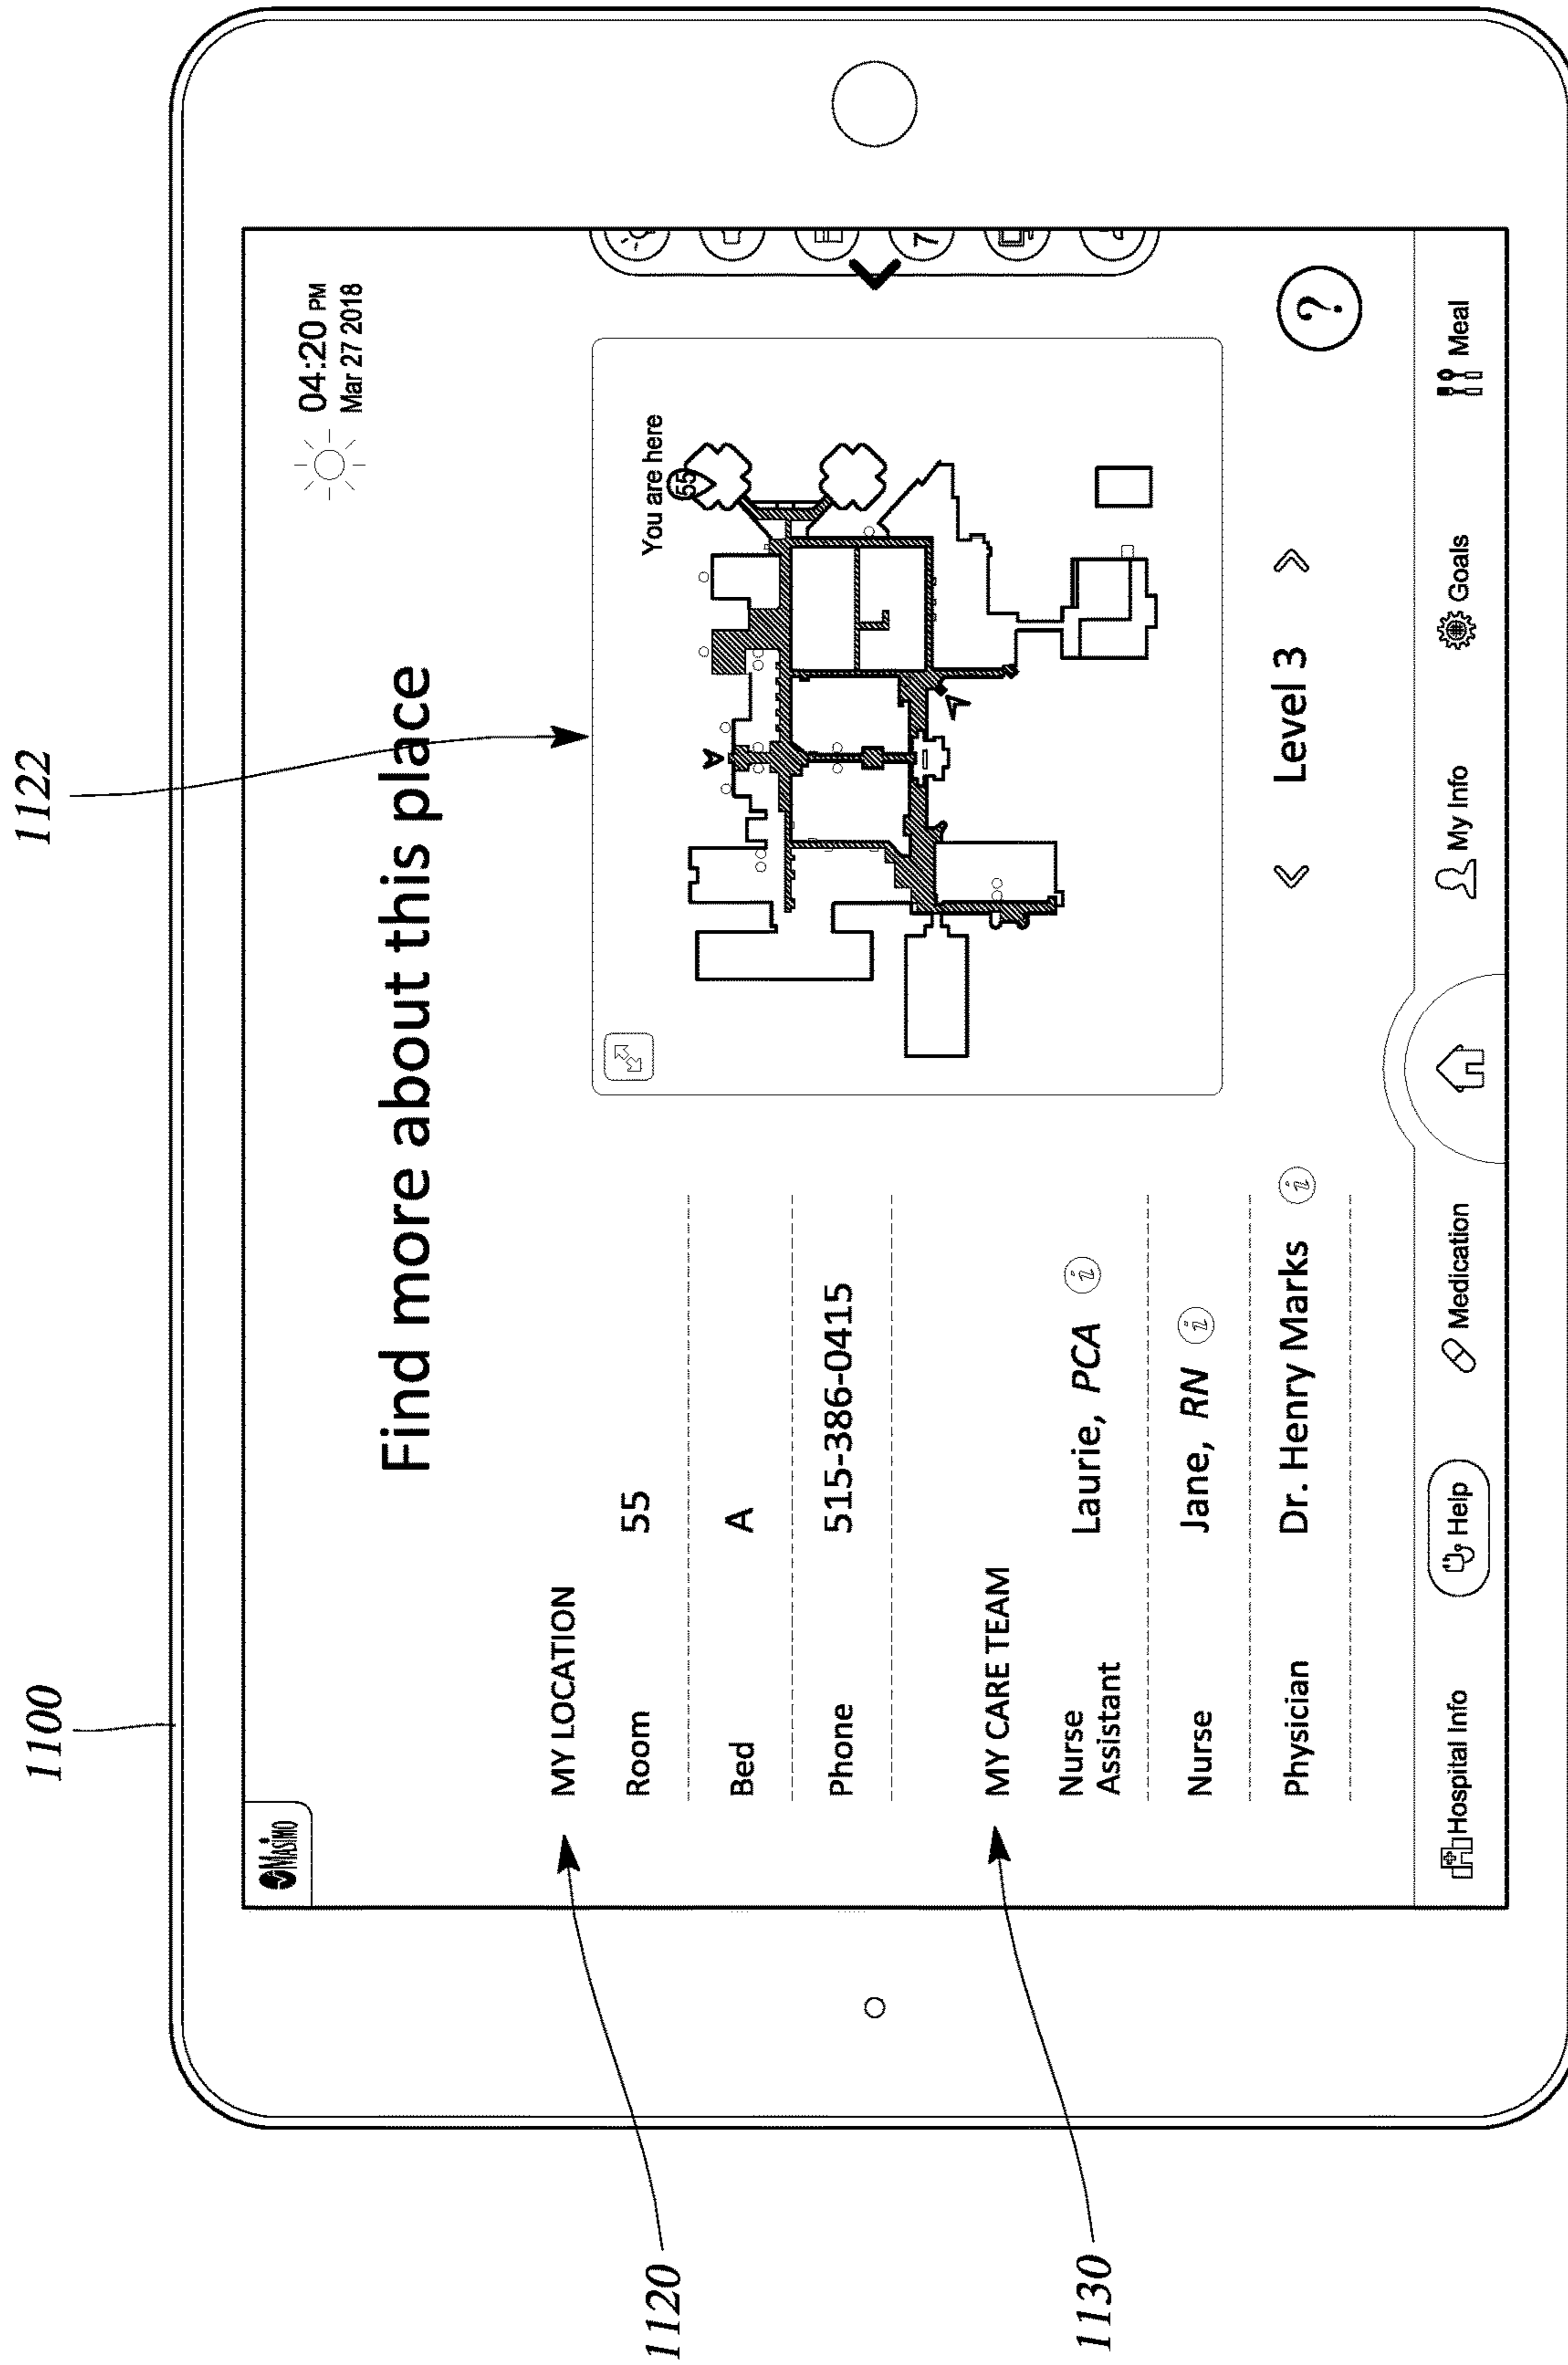 1100
1122
MASIMO
04:20 PM
Mar 27 2018
Find more about this place
1120
MY LOCATION
Room 55
Bed A
Phone 515-386-0415
You are here
55
7
1130
MY CARE TEAM
Nurse Assistant Laurie, PCA i
Nurse Jane, RN i
Physician Dr. Henry Marks i
< Level 3 >
?
Hospital Info
Help
Medication
My Info
Goals
Meal